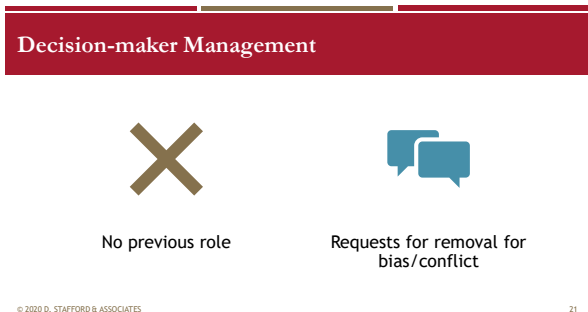 Decision-maker Management
No previous role
Requests for removal for
bias/conflict
© 2020 D. STAFFORD & ASSOCIATES
21